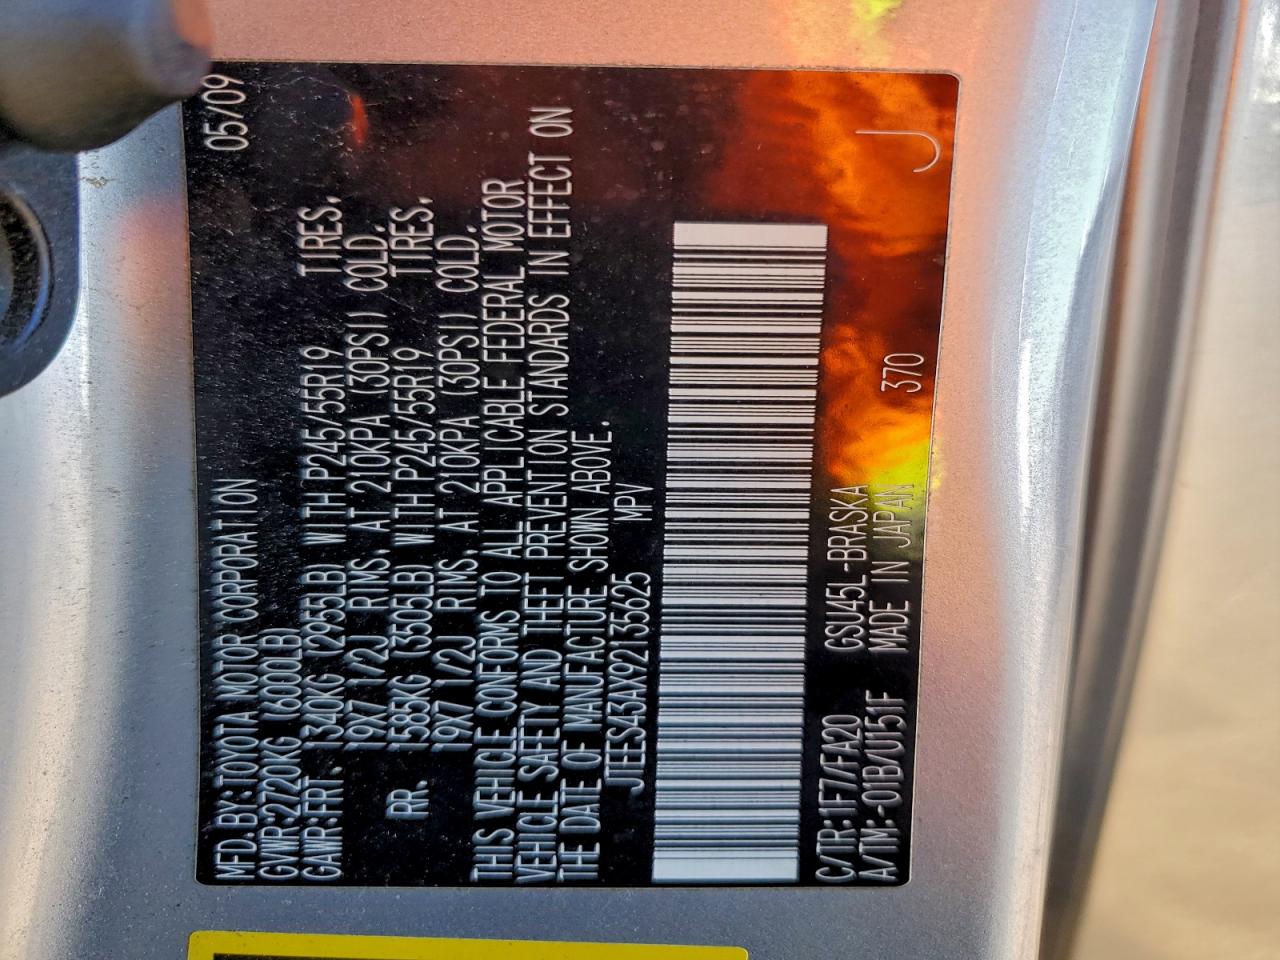 MFD. BY: TOYOTA MOTOR CORPORATION 05/09
GVWR: 2720KG (6000LB)
GAWR: FRT. 1340KG (2955LB) WITH P245/55R19 TIRES,
19X7 1/2J RIMS, AT 210KPA (30PSI) COLD.
RR. 1585KG (3505LB) WITH P245/55R19 TIRES,
19X7 1/2J RIMS, AT 210KPA (30PSI) COLD.
THIS VEHICLE CONFORMS TO ALL APPLICABLE FEDERAL MOTOR
VEHICLE SAFETY AND THEFT PREVENTION STANDARDS IN EFFECT ON
THE DATE OF MANUFACTURE SHOWN ABOVE.
JTEES43AX92135625 MPV
C/TR: 1F7/FA20 GSU45L-BRASKA 370 J
A/TM: -01B/U151F MADE IN JAPAN